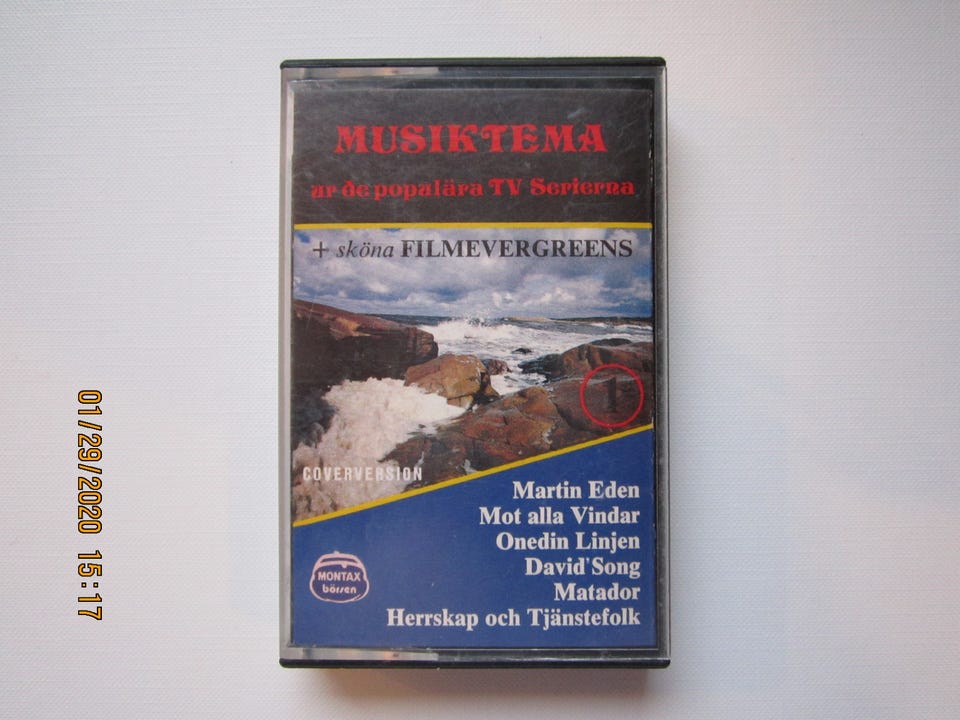 MUSIKTEMA
ur de populära TV Serierna
+ sköna FILMEVERGREENS
1
COVERVERSION
Martin Eden
Mot alla Vindar
Onedin Linjen
David'Song
Matador
Herrskap och Tjänstefolk
MONTAX
börsen
01/29/2020 15:17